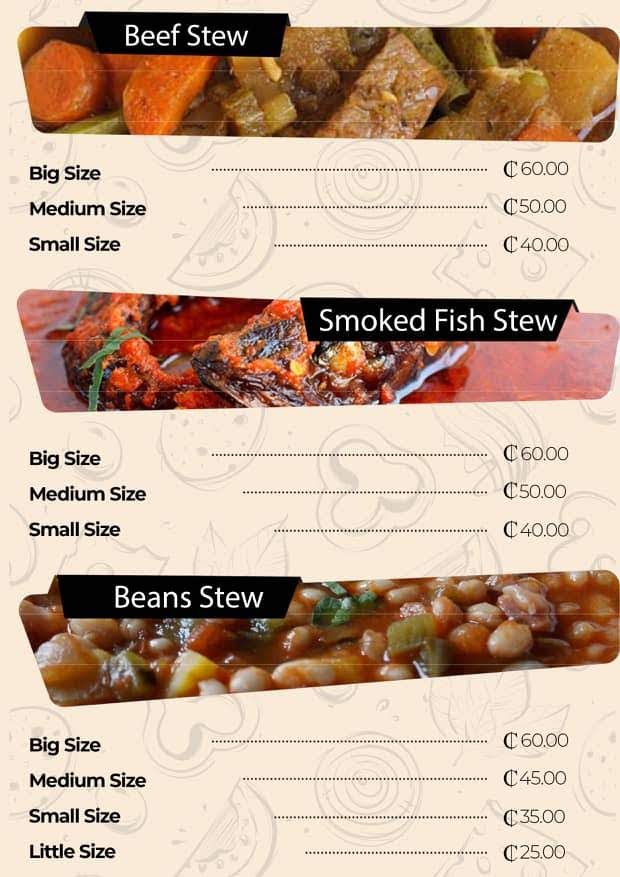 Beef Stew
Big Size ₵60.00
Medium Size ₵50.00
Small Size ₵40.00
Smoked Fish Stew
Big Size ₵60.00
Medium Size ₵50.00
Small Size ₵40.00
Beans Stew
Big Size ₵60.00
Medium Size ₵45.00
Small Size ₵35.00
Little Size ₵25.00